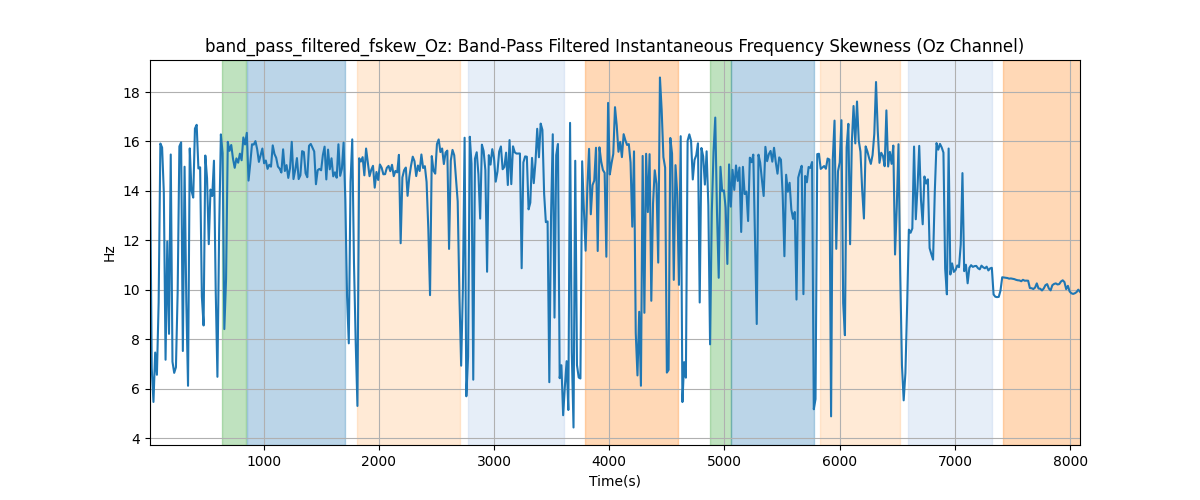 band_pass_filtered_fskew_Oz: Band-Pass Filtered Instantaneous Frequency Skewness (Oz Channel)
18
16
14
12
10
8
6
4
Hz
1000 2000 3000 4000 5000 6000 7000 8000
Time(s)